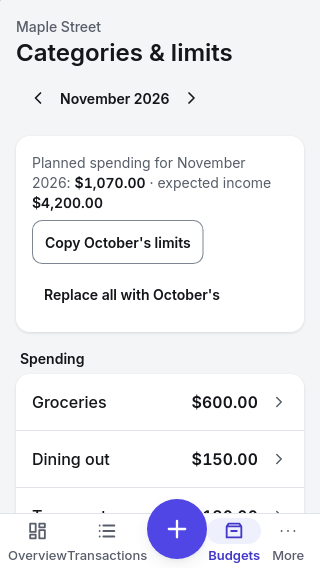 Maple Street
Categories & limits
November 2026
Planned spending for November
2026: $1,070.00 · expected income
$4,200.00
Copy October's limits
Replace all with October's
Spending
Groceries $600.00
Dining out $150.00
Overview Transactions Budgets More